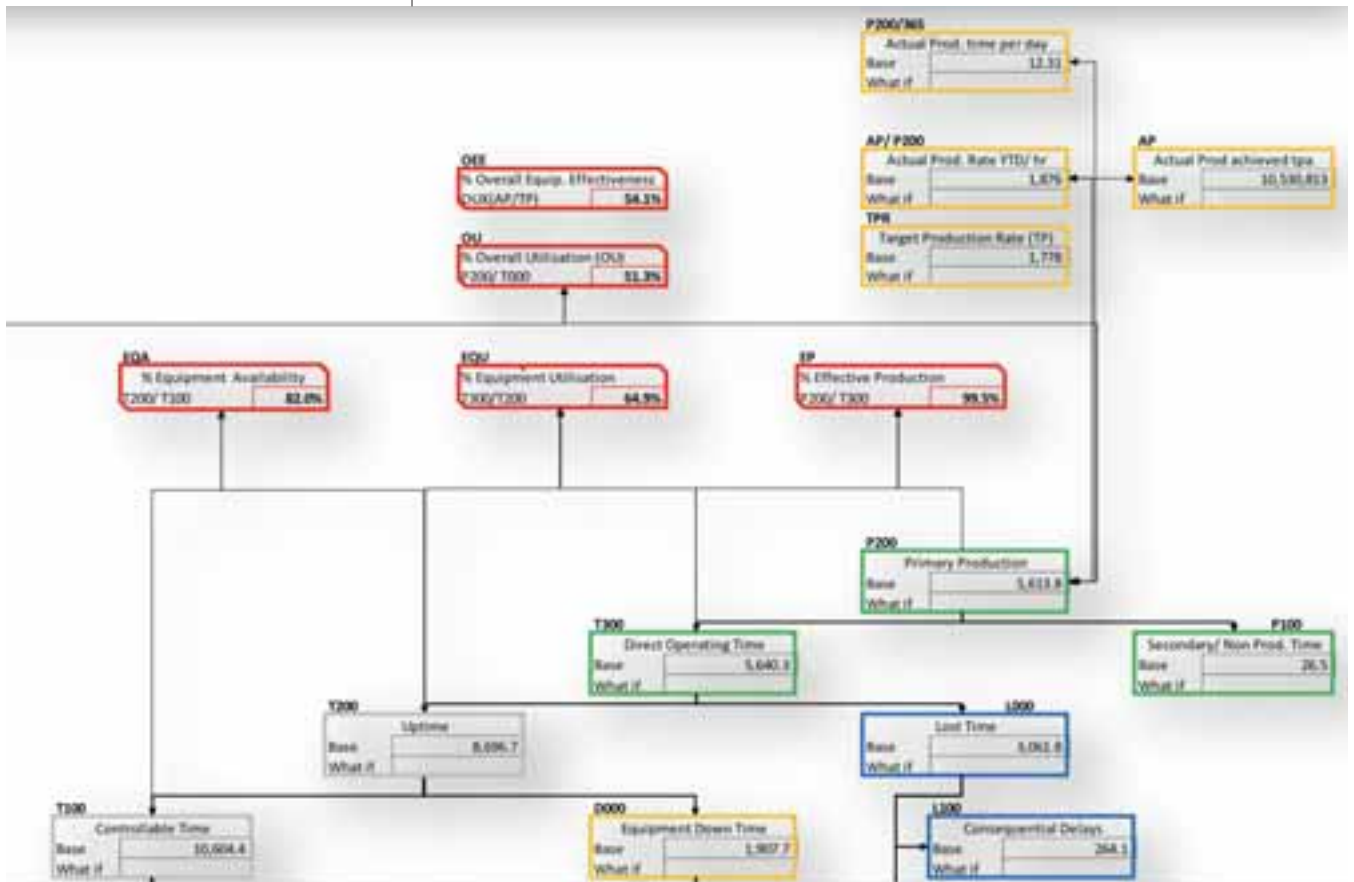 P200/365
Actual Prod. time per day
Base 12.31
What if
AP/ P200
Actual Prod. Rate YTD/ hr
Base 1,876
What if
AP
Actual Prod achieved tpa
Base 10,530,813
What if
TPR
Target Production Rate (TP)
Base 1,778
What if
OEE
% Overall Equip. Effectiveness
OUX(AP/TP) 54.1%
OU
% Overall Utilisation (OU)
P200/ T000 51.3%
EQA
% Equipment Availability
T200/ T100 82.0%
EQU
% Equipment Utilisation
T300/T200 64.9%
EP
% Effective Production
P200/ T300 99.5%
P200
Primary Production
Base 5,613.8
What if
T300
Direct Operating Time
Base 5,640.3
What if
P100
Secondary/ Non Prod. Time
Base 26.5
What if
T200
Uptime
Base 8,696.7
What if
L000
Lost Time
Base
What if
T100
Controllable Time
Base 10,604.4
What if
D000
Equipment Down Time
Base 1,907.7
What if
L100
Consequential Delays
Base 264.1
What if